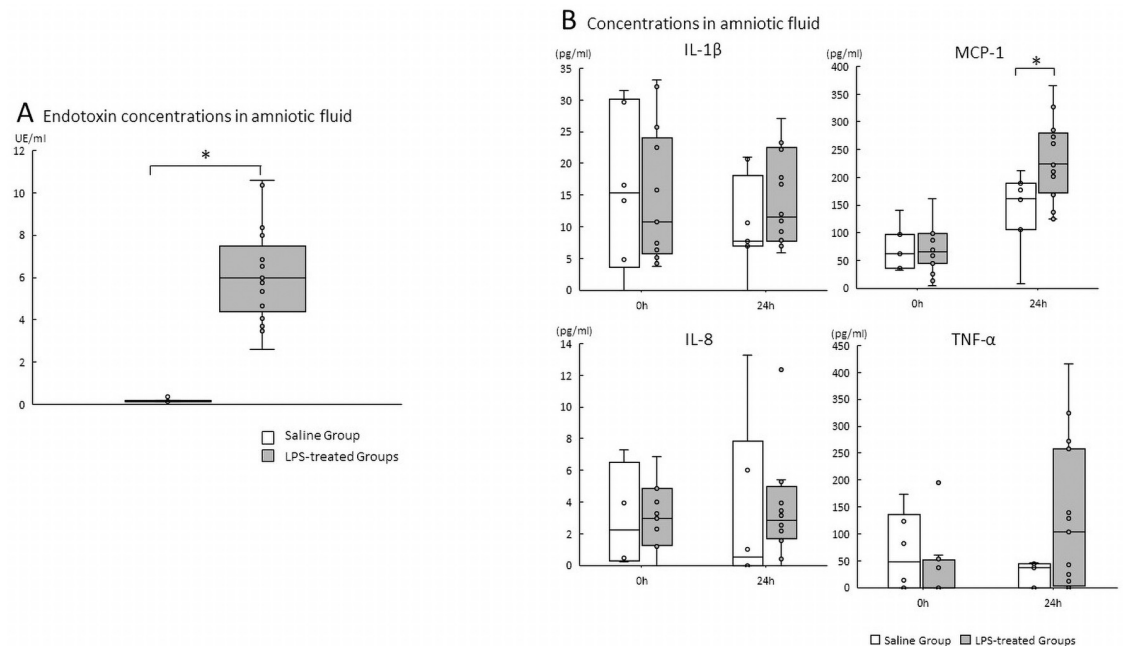 A Endotoxin concentrations in amniotic fluid
UE/ml
12
10
8
6
4
2
0
*
Saline Group
LPS-treated Groups
B Concentrations in amniotic fluid
(pg/ml)
IL-1β
35
30
25
20
15
10
5
0
0h 24h
(pg/ml)
MCP-1
400
350
300
250
200
150
100
50
0
*
0h 24h
(pg/ml)
IL-8
14
12
10
8
6
4
2
0
0h 24h
(pg/ml)
TNF-α
450
400
350
300
250
200
150
100
50
0
0h 24h
Saline Group LPS-treated Groups